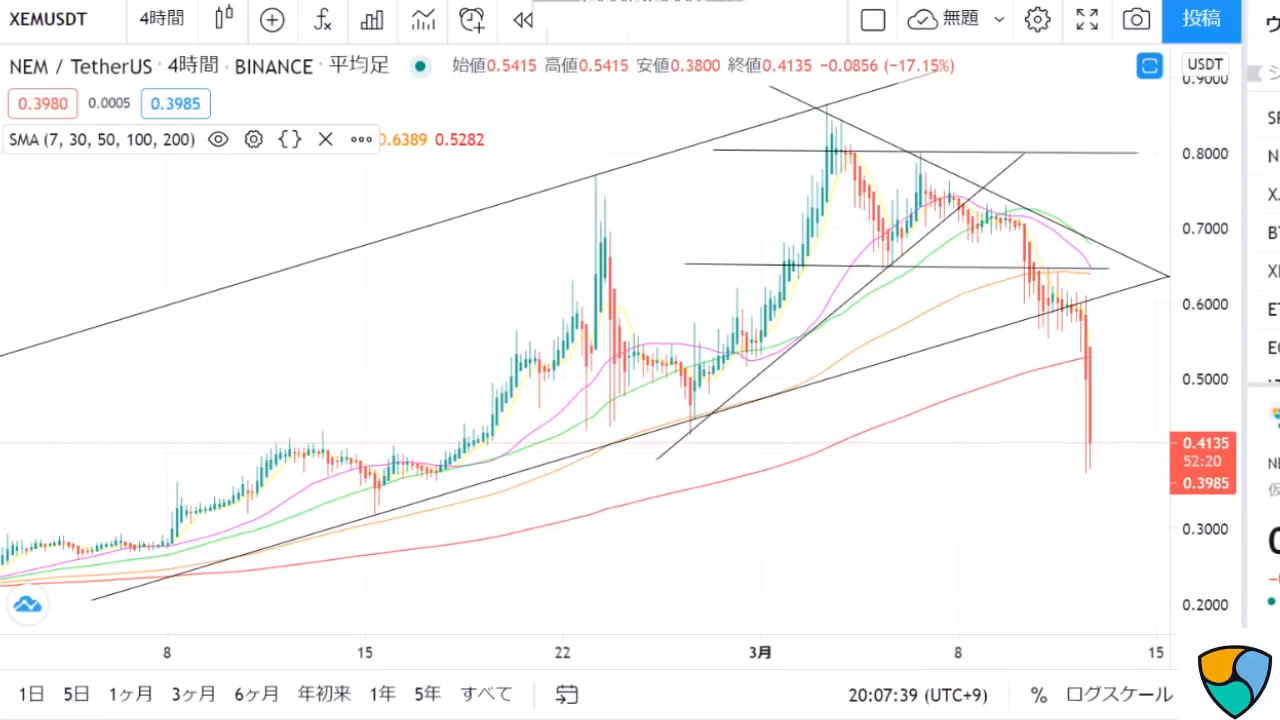 XEMUSDT 4時間 無題 投稿
NEM / TetherUS · 4時間 · BINANCE · 平均足 始値0.5415 高値0.5415 安値0.3800 終値0.4135 −0.0856 (−17.15%) USDT
0.9000
0.3980 0.0005 0.3985
SMA (7, 30, 50, 100, 200) 0.6389 0.5282
0.8000
0.7000
0.6000
0.5000
0.4135
52:20
0.3985
0.3000
0.2000
8 15 22 3月 8 15
1日 5日 1ヶ月 3ヶ月 6ヶ月 年初来 1年 5年 すべて 20:07:39 (UTC+9) % ログスケール